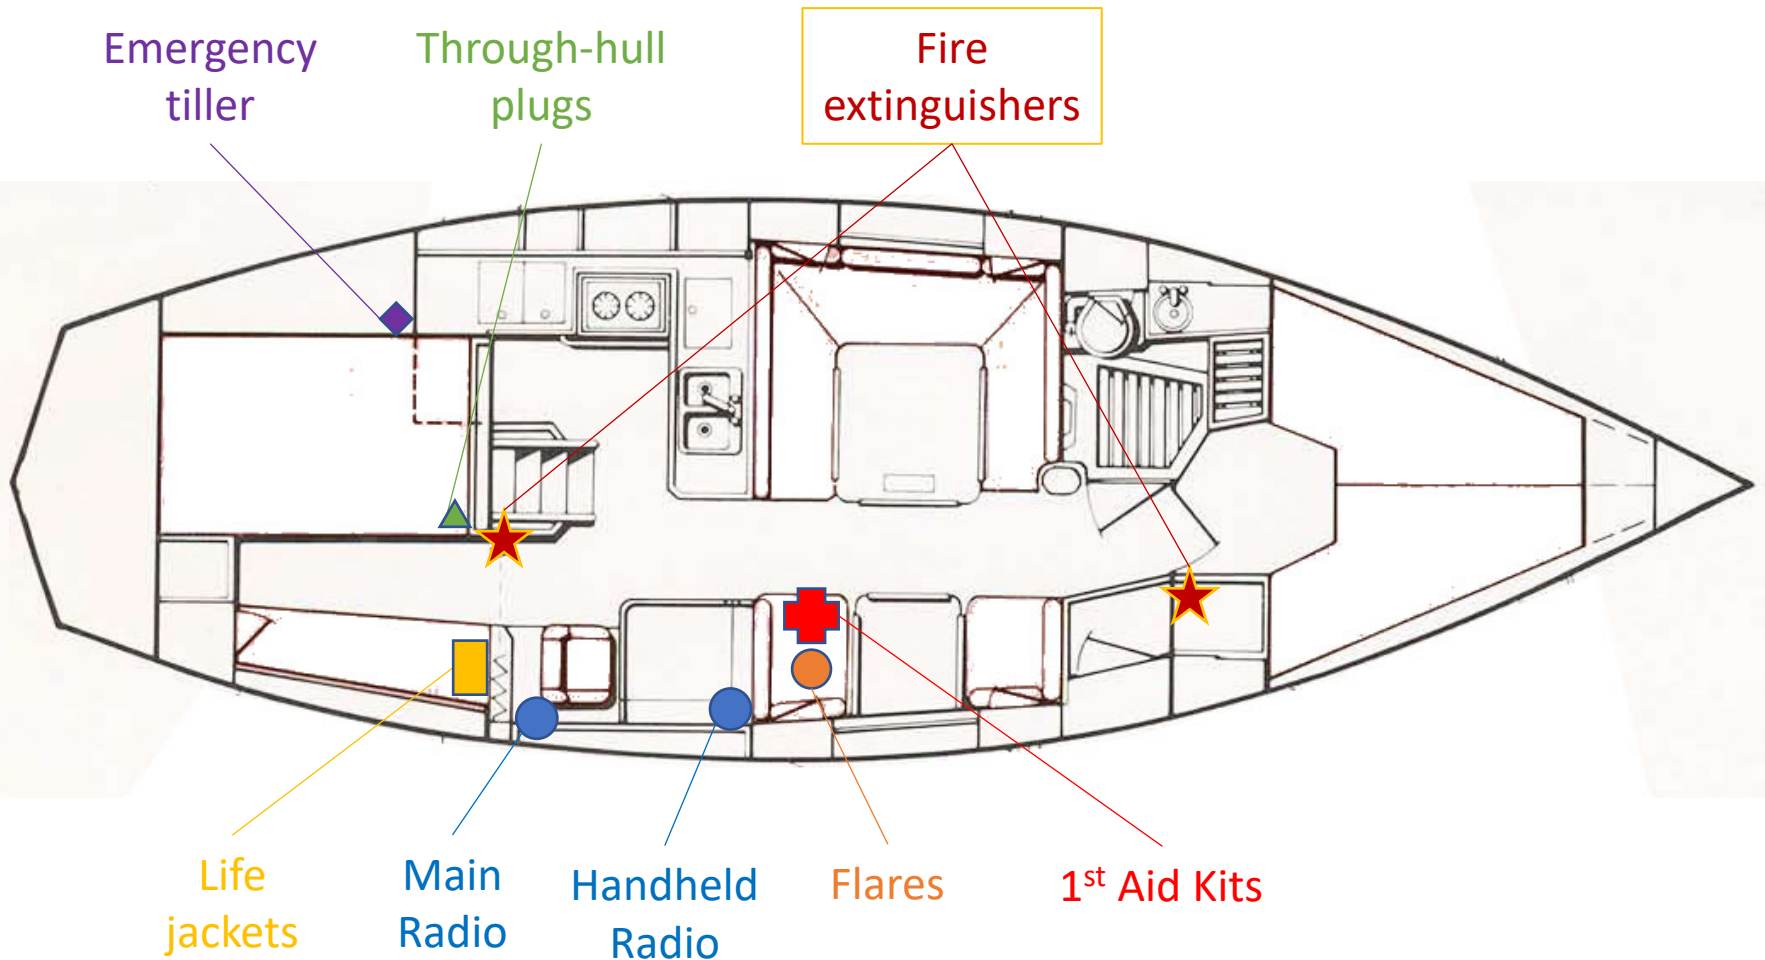 Emergency
tiller
Through-hull
plugs
Fire
extinguishers
Life
jackets
Main
Radio
Handheld
Radio
Flares
1st Aid Kits